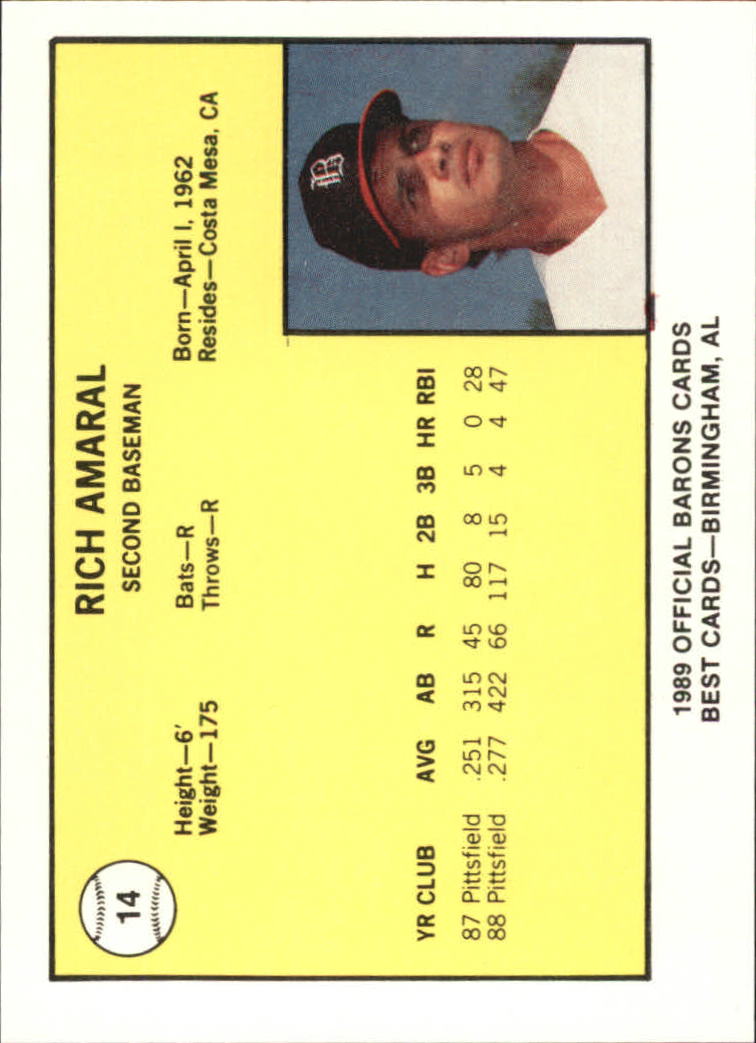 14
RICH AMARAL
SECOND BASEMAN
Height—6' Bats—R Born—April 1, 1962
Weight—175 Throws—R Resides—Costa Mesa, CA
B
YR CLUB AVG AB R H 2B 3B HR RBI
87 Pittsfield .251 315 45 80 8 5 0 28
88 Pittsfield .277 422 66 117 15 4 4 47
1989 OFFICIAL BARONS CARDS
BEST CARDS—BIRMINGHAM, AL